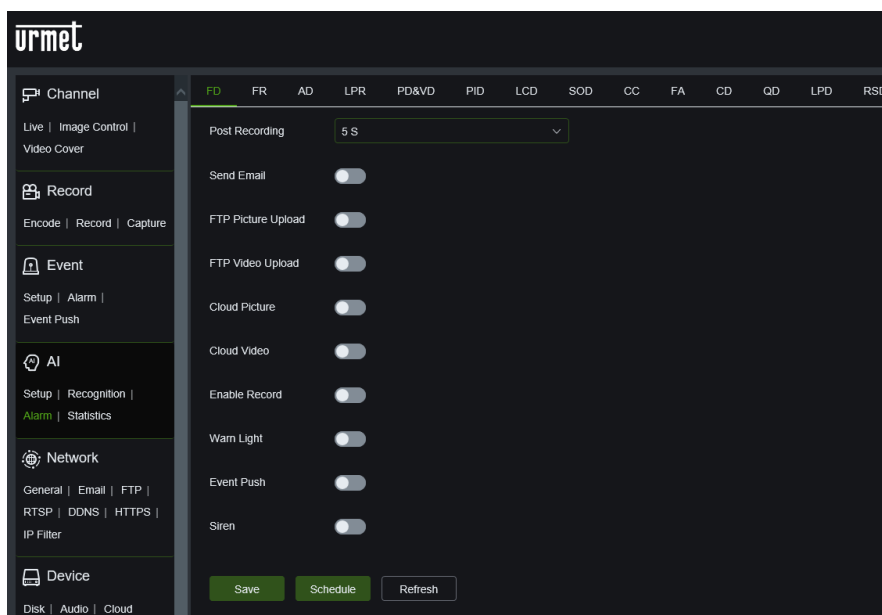 urmet
Channel
Live | Image Control |
Video Cover
Record
Encode | Record | Capture
Event
Setup | Alarm |
Event Push
AI
Setup | Recognition |
Alarm | Statistics
Network
General | Email | FTP |
RTSP | DDNS | HTTPS |
IP Filter
Device
Disk | Audio | Cloud
FD FR AD LPR PD&VD PID LCD SOD CC FA CD QD LPD RSD
Post Recording 5 S
Send Email
FTP Picture Upload
FTP Video Upload
Cloud Picture
Cloud Video
Enable Record
Warn Light
Event Push
Siren
Save Schedule Refresh